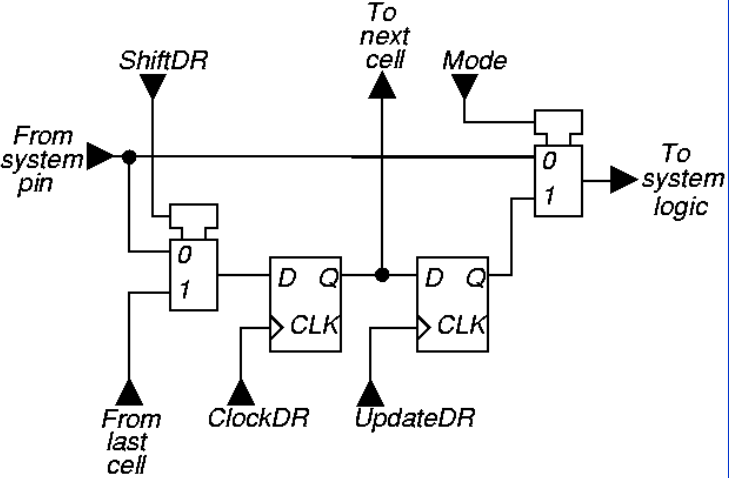 To
next
cell
ShiftDR
Mode
From
system
pin
0
1
To
system
logic
0
1
D Q
CLK
D Q
CLK
From
last
cell
ClockDR
UpdateDR